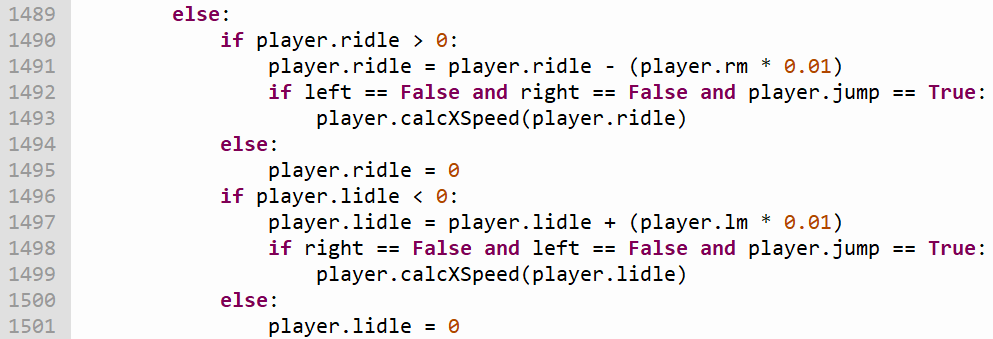 1489         else:
1490             if player.ridle > 0:
1491                 player.ridle = player.ridle - (player.rm * 0.01)
1492                 if left == False and right == False and player.jump == True:
1493                     player.calcXSpeed(player.ridle)
1494             else:
1495                 player.ridle = 0
1496             if player.lidle < 0:
1497                 player.lidle = player.lidle + (player.lm * 0.01)
1498                 if right == False and left == False and player.jump == True:
1499                     player.calcXSpeed(player.lidle)
1500             else:
1501                 player.lidle = 0